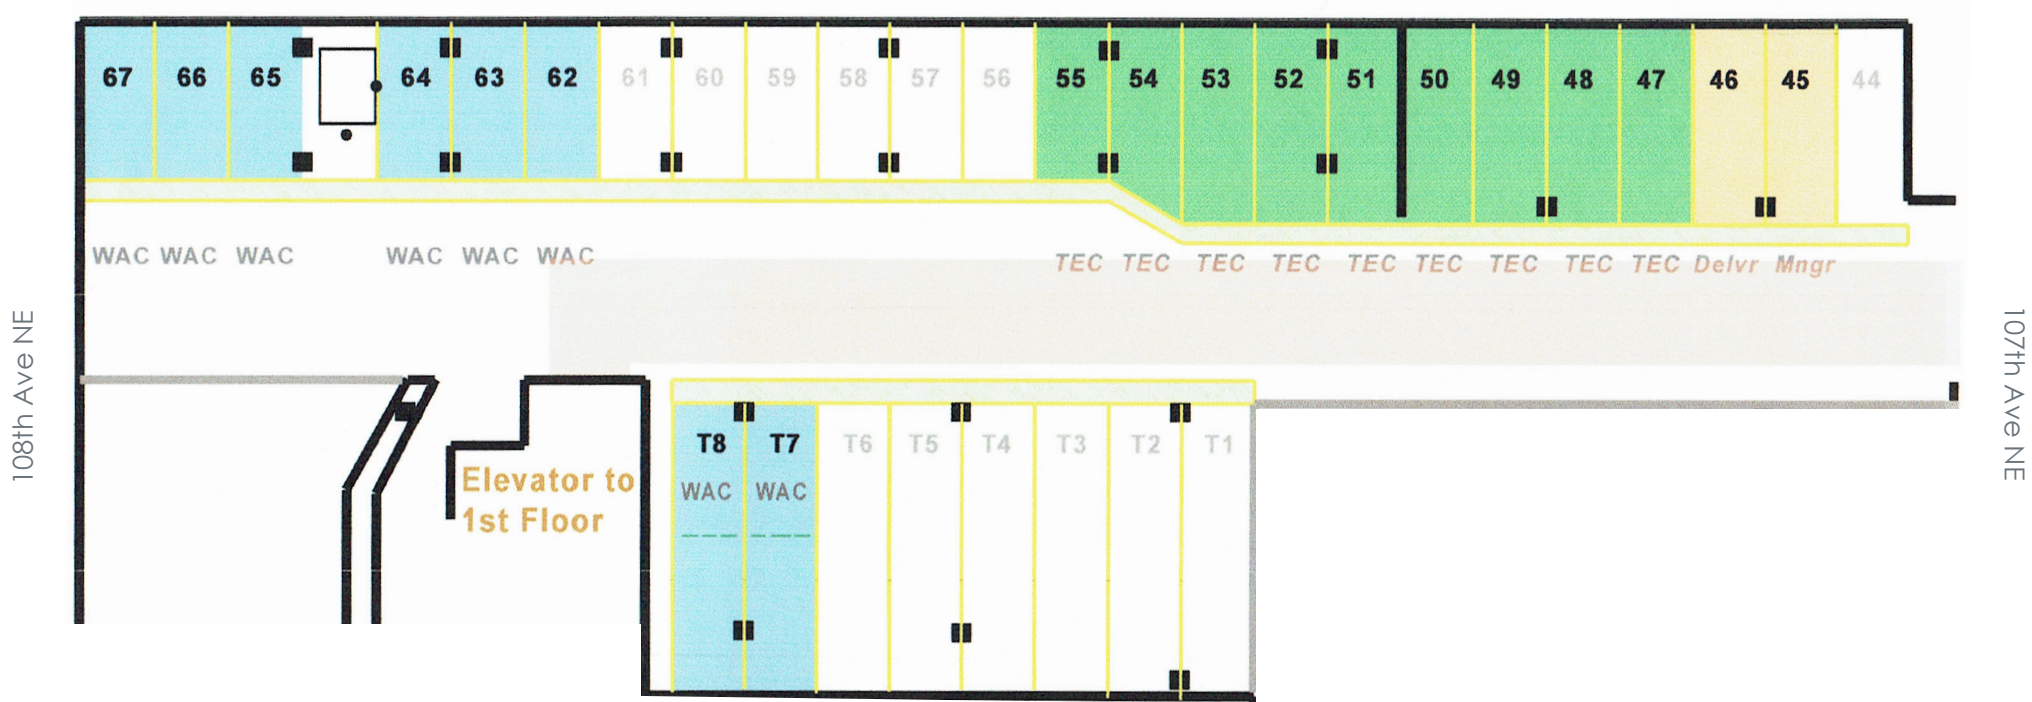 67 66 65 64 63 62 61 60 59 58 57 56 55 54 53 52 51 50 49 48 47 46 45 44
WAC WAC WAC WAC WAC WAC TEC TEC TEC TEC TEC TEC TEC TEC TEC Delvr Mngr
108th Ave NE
107th Ave NE
T8 T7 T6 T5 T4 T3 T2 T1
WAC WAC
Elevator to
1st Floor